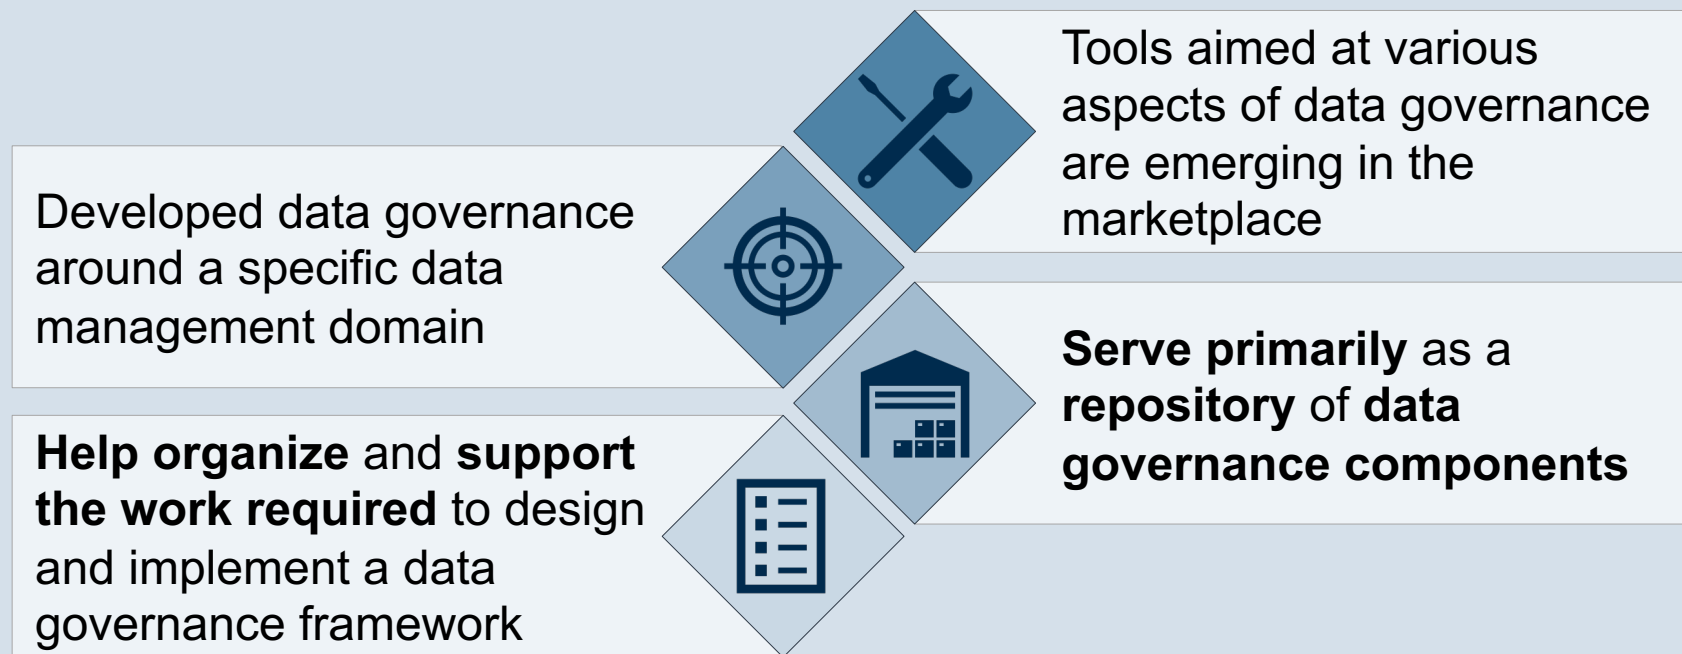 Tools aimed at various
aspects of data governance
are emerging in the
marketplace
Developed data governance
around a specific data
management domain
Serve primarily as a
repository of data
governance components
Help organize and support
the work required to design
and implement a data
governance framework